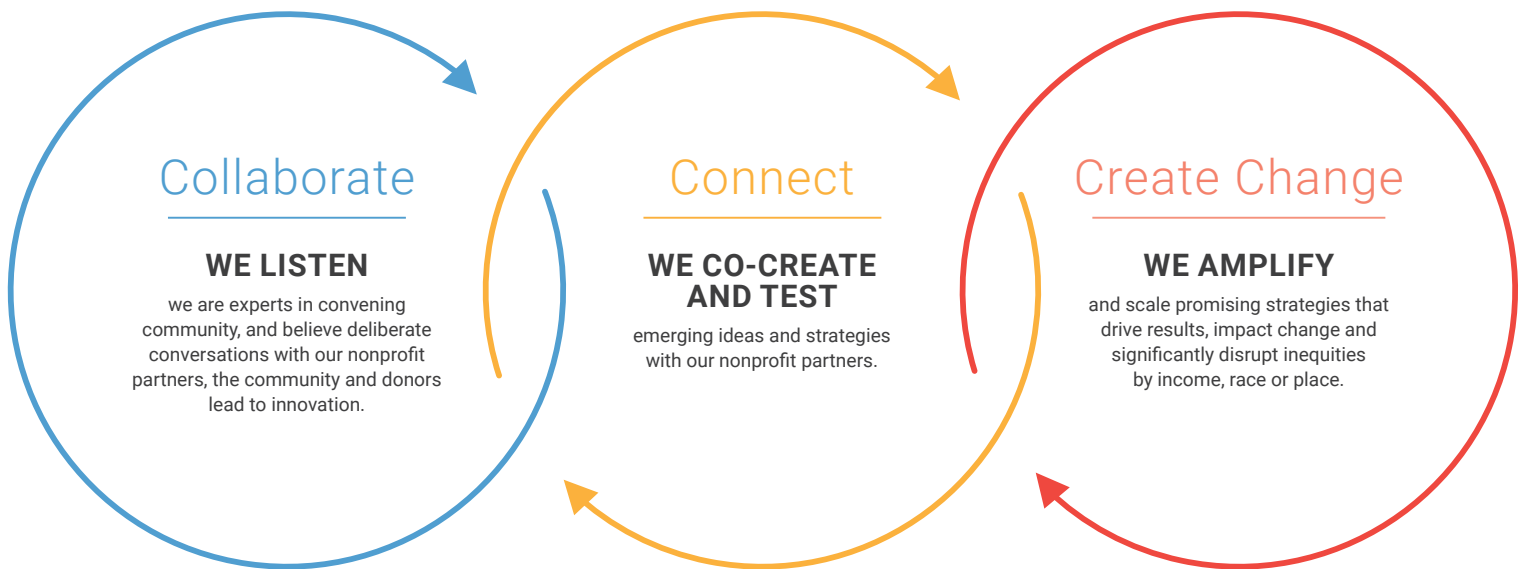 Collaborate
WE LISTEN
we are experts in convening
community, and believe deliberate
conversations with our nonprofit
partners, the community and donors
lead to innovation.
Connect
WE CO-CREATE
AND TEST
emerging ideas and strategies
with our nonprofit partners.
Create Change
WE AMPLIFY
and scale promising strategies that
drive results, impact change and
significantly disrupt inequities
by income, race or place.